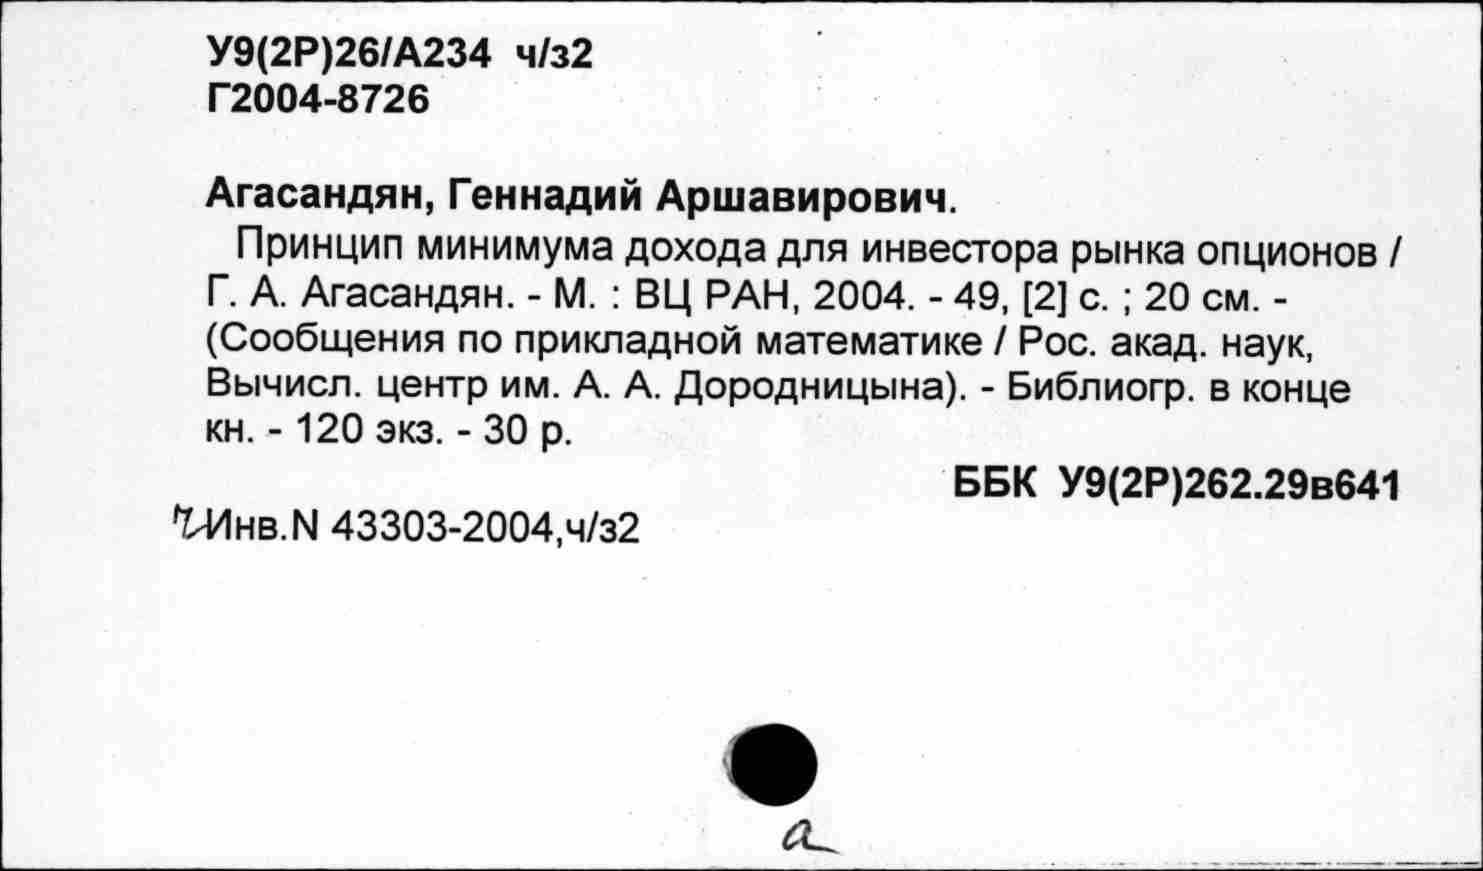 У9(2Р)26/А234 ч/з2
Г2004-8726
Агасандян, Геннадий Аршавирович.
Принцип минимума дохода для инвестора рынка опционов /
Г. А. Агасандян. - М. : ВЦ РАН, 2004. - 49, [2] с. ; 20 см. -
(Сообщения по прикладной математике / Рос. акад. наук,
Вычисл. центр им. А. А. Дородницына). - Библиогр. в конце
кн. - 120 экз. - 30 р.
ББК У9(2Р)262.29в641
Инв.N 43303-2004,ч/з2
а